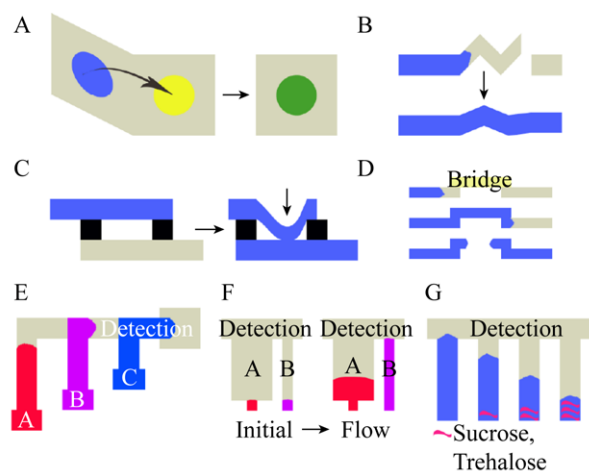 A
B
C
D
Bridge
E
Detection
A
B
C
F
Detection
Detection
A
B
A
B
Initial
Flow
G
Detection
Sucrose,
Trehalose